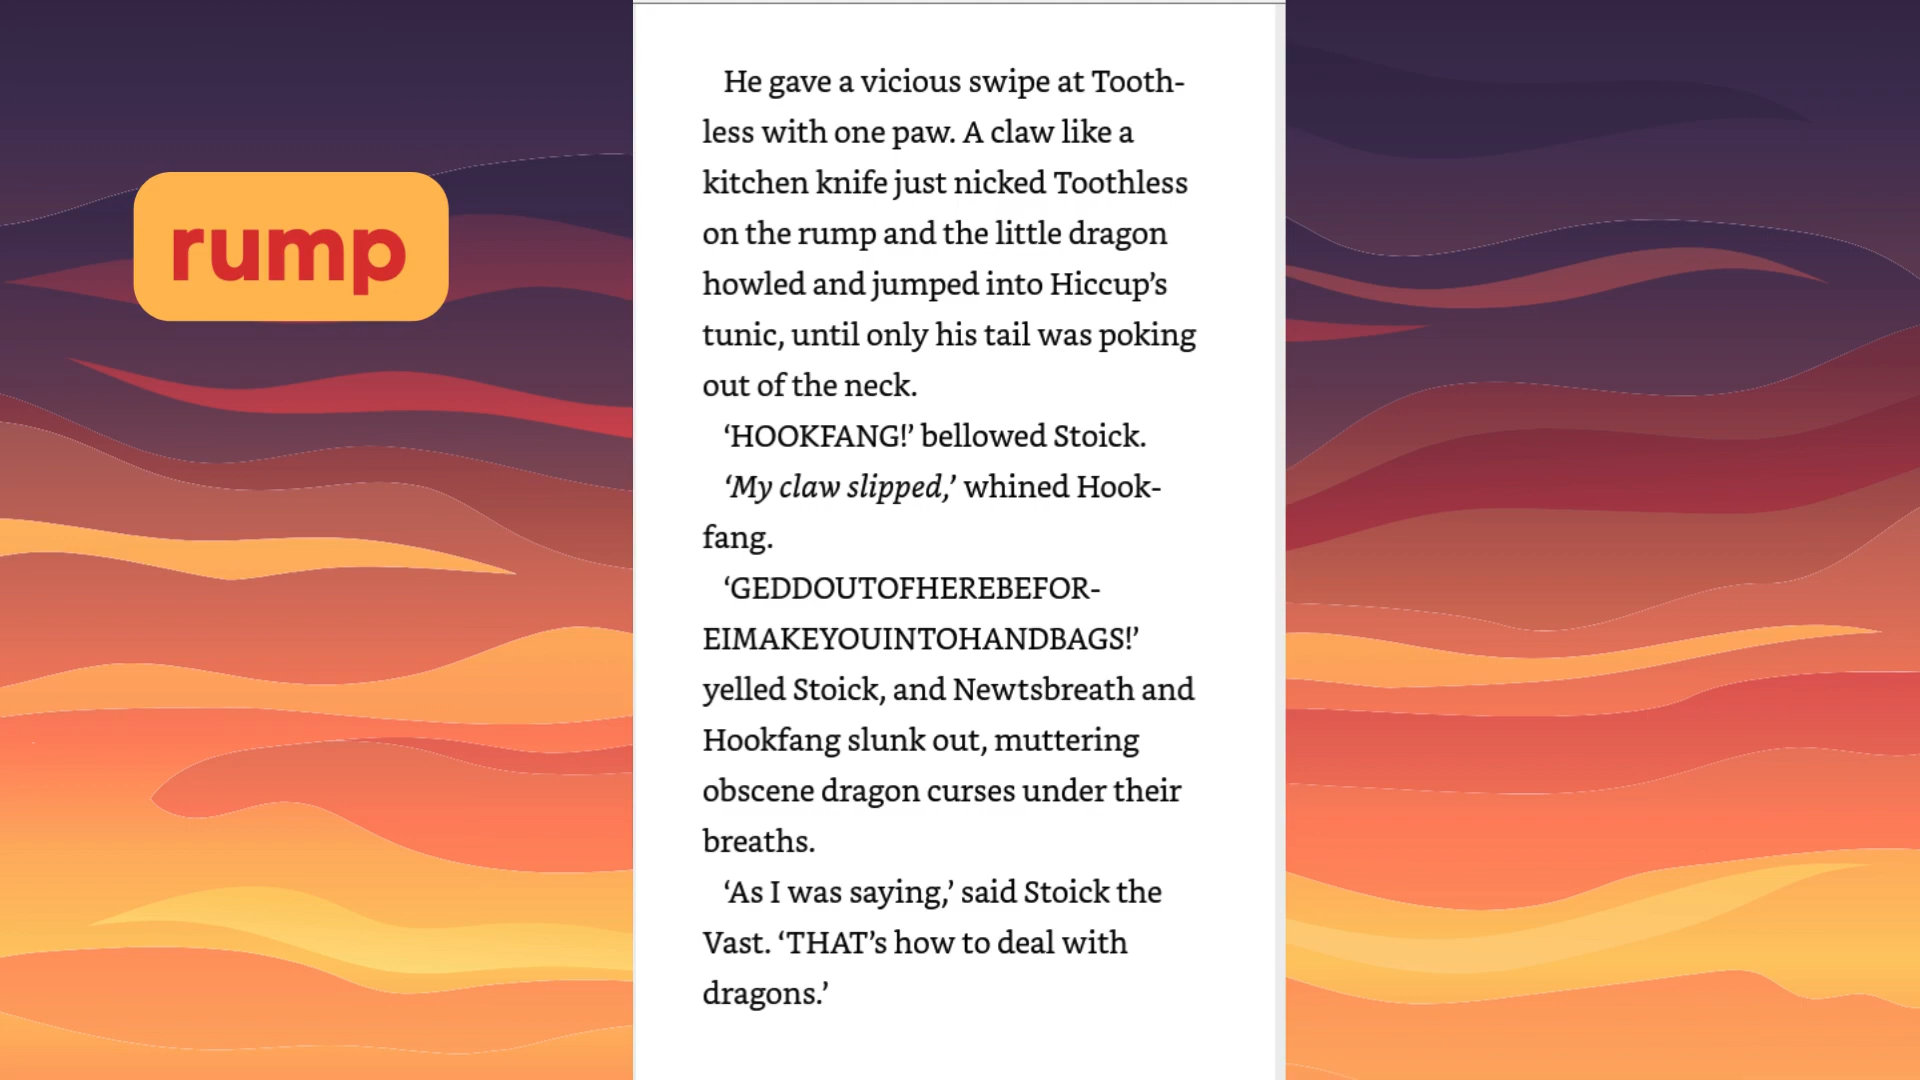 rump
He gave a vicious swipe at Tooth-
less with one paw. A claw like a
kitchen knife just nicked Toothless
on the rump and the little dragon
howled and jumped into Hiccup’s
tunic, until only his tail was poking
out of the neck.
‘HOOKFANG!’ bellowed Stoick.
‘My claw slipped,’ whined Hook-
fang.
‘GEDDOUTOFHEREBEFOR-
EIMAKEYOUINTOHANDBAGS!’
yelled Stoick, and Newtsbreath and
Hookfang slunk out, muttering
obscene dragon curses under their
breaths.
‘As I was saying,’ said Stoick the
Vast. ‘THAT’s how to deal with
dragons.’